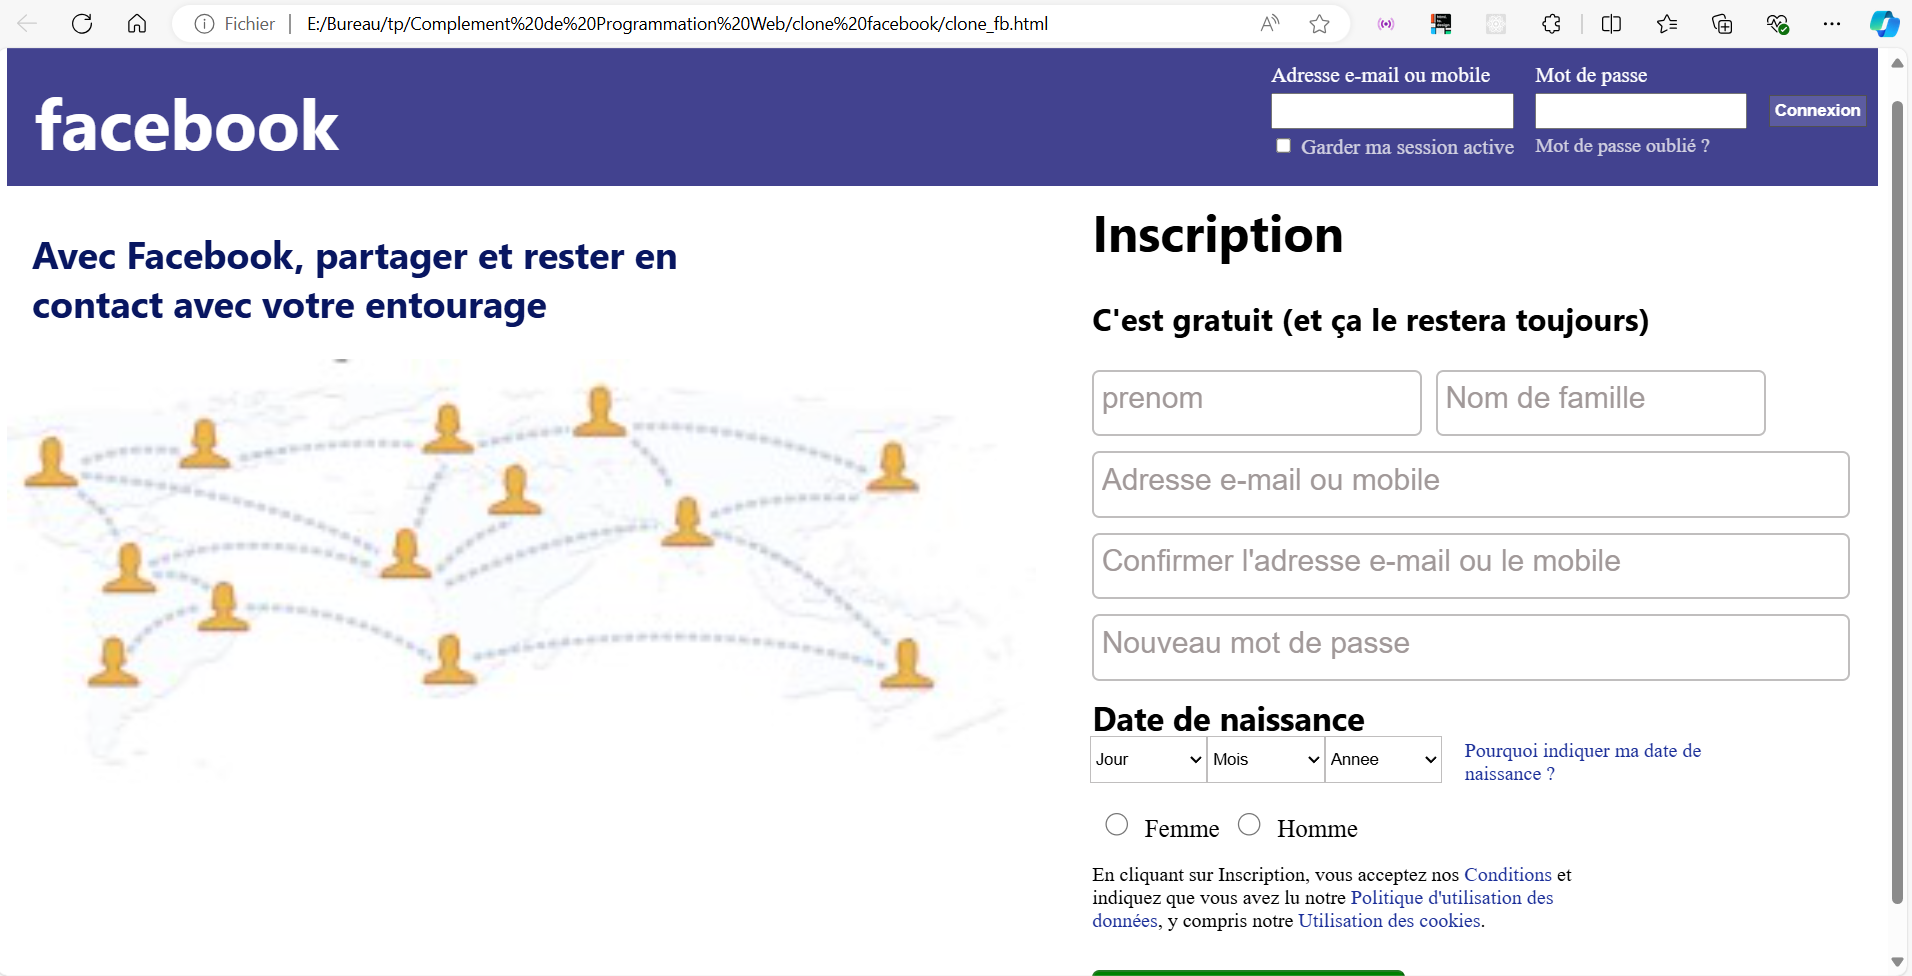 Fichier
E:/Bureau/tp/Complement%20de%20Programmation%20Web/clone%20facebook/clone_fb.html
facebook
Adresse e-mail ou mobile
Mot de passe
Connexion
Garder ma session active
Mot de passe oublié ?
Avec Facebook, partager et rester en
contact avec votre entourage
Inscription
C'est gratuit (et ça le restera toujours)
prenom
Nom de famille
Adresse e-mail ou mobile
Confirmer l'adresse e-mail ou le mobile
Nouveau mot de passe
Date de naissance
Jour
Mois
Annee
Pourquoi indiquer ma date de
naissance ?
Femme
Homme
En cliquant sur Inscription, vous acceptez nos Conditions et
indiquez que vous avez lu notre Politique d'utilisation des
données, y compris notre Utilisation des cookies.